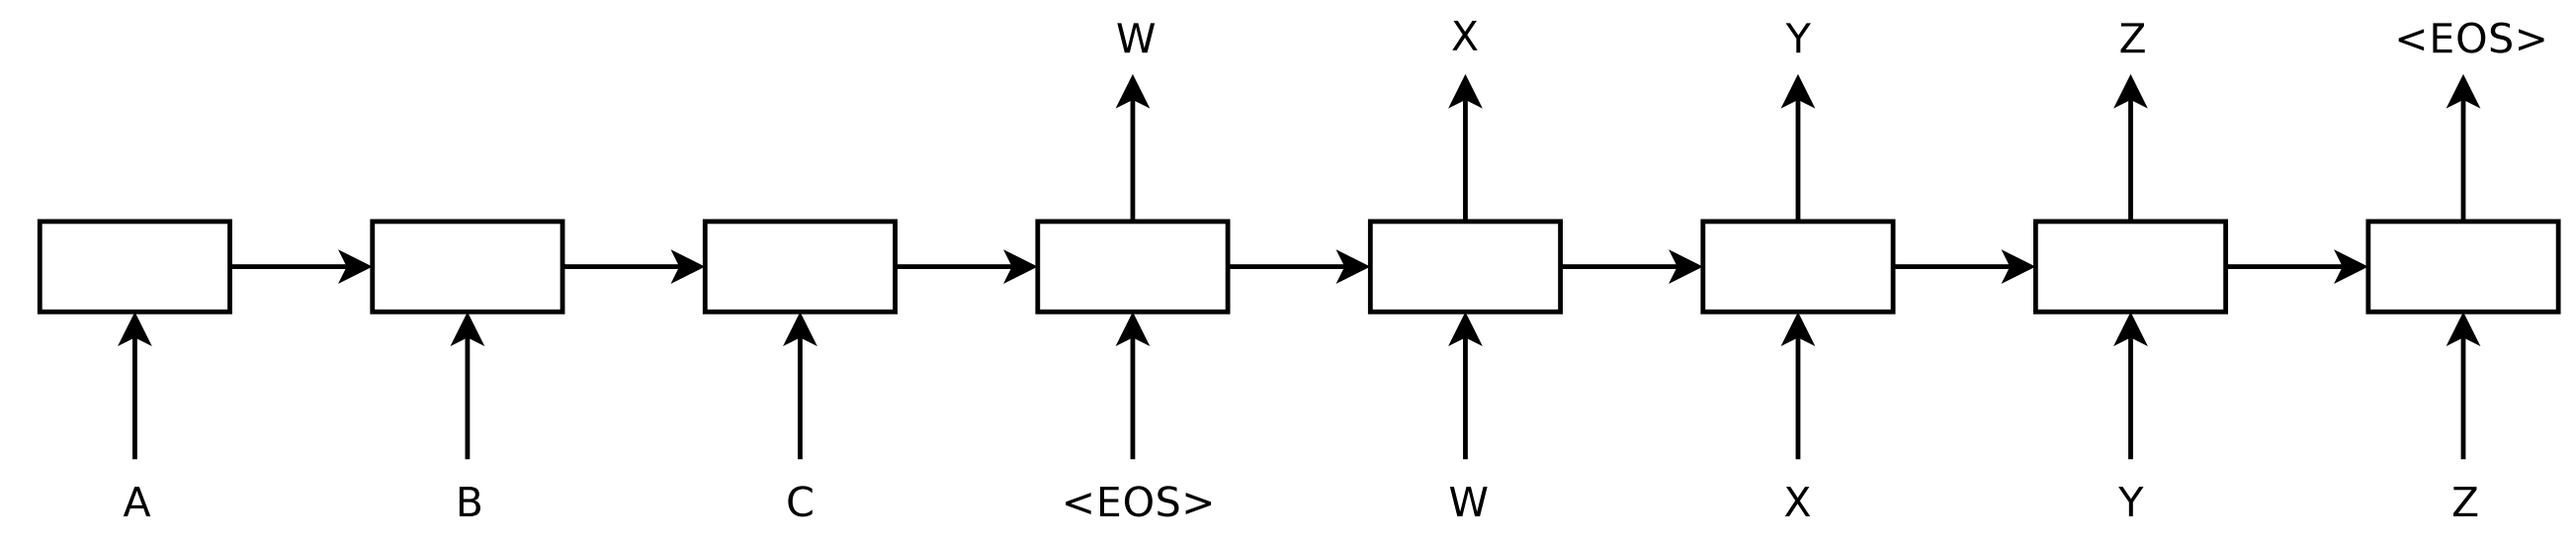 W X Y Z <EOS>
A B C <EOS> W X Y Z